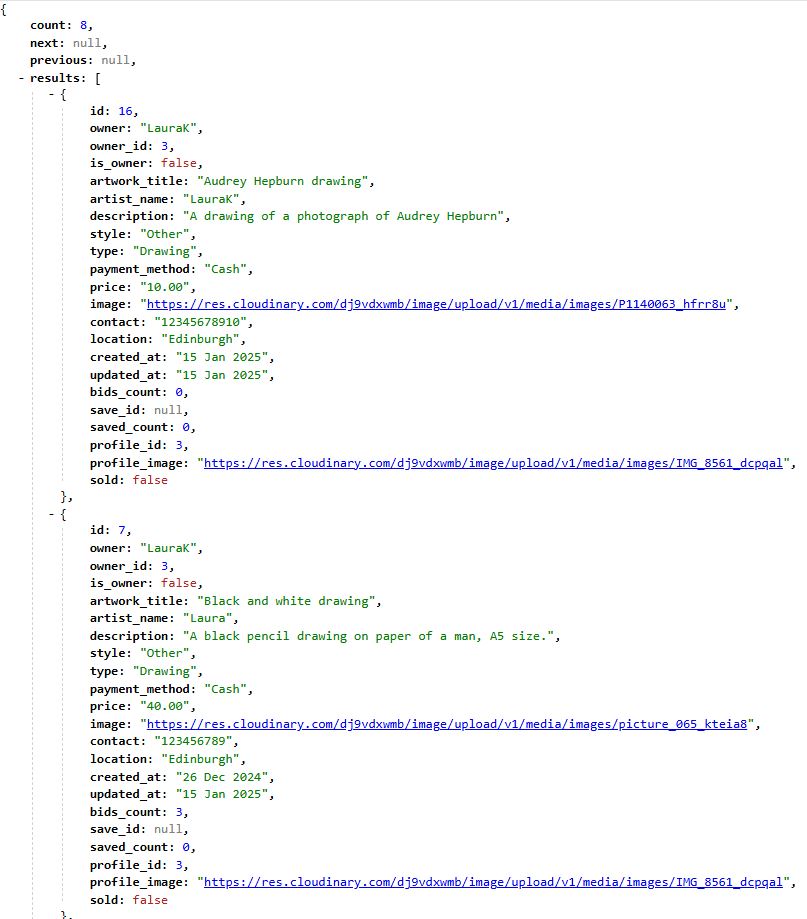 {
count: 8,
next: null,
previous: null,
- results: [
- {
id: 16,
owner: "LauraK",
owner_id: 3,
is_owner: false,
artwork_title: "Audrey Hepburn drawing",
artist_name: "LauraK",
description: "A drawing of a photograph of Audrey Hepburn",
style: "Other",
type: "Drawing",
payment_method: "Cash",
price: "10.00",
image: "https://res.cloudinary.com/dj9vdxwmb/image/upload/v1/media/images/P1140063_hfrr8u",
contact: "12345678910",
location: "Edinburgh",
created_at: "15 Jan 2025",
updated_at: "15 Jan 2025",
bids_count: 0,
save_id: null,
saved_count: 0,
profile_id: 3,
profile_image: "https://res.cloudinary.com/dj9vdxwmb/image/upload/v1/media/images/IMG_8561_dcpqal",
sold: false
},
- {
id: 7,
owner: "LauraK",
owner_id: 3,
is_owner: false,
artwork_title: "Black and white drawing",
artist_name: "Laura",
description: "A black pencil drawing on paper of a man, A5 size.",
style: "Other",
type: "Drawing",
payment_method: "Cash",
price: "40.00",
image: "https://res.cloudinary.com/dj9vdxwmb/image/upload/v1/media/images/picture_065_kteia8",
contact: "123456789",
location: "Edinburgh",
created_at: "26 Dec 2024",
updated_at: "15 Jan 2025",
bids_count: 3,
save_id: null,
saved_count: 0,
profile_id: 3,
profile_image: "https://res.cloudinary.com/dj9vdxwmb/image/upload/v1/media/images/IMG_8561_dcpqal",
sold: false
},